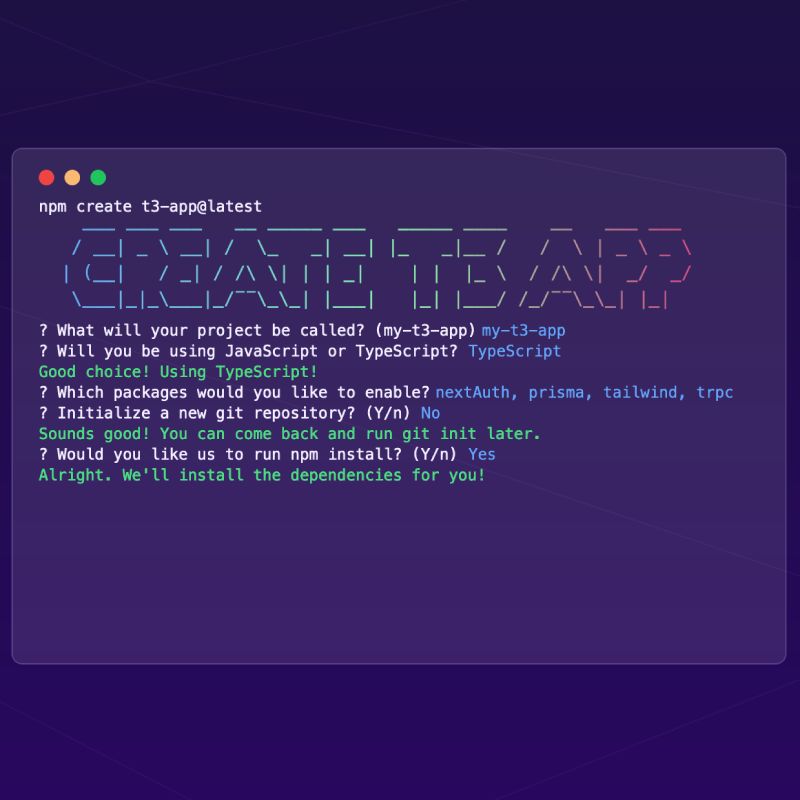 npm create t3-app@latest
CREATE T3 APP
? What will your project be called? (my-t3-app) my-t3-app
? Will you be using JavaScript or TypeScript? TypeScript
Good choice! Using TypeScript!
? Which packages would you like to enable? nextAuth, prisma, tailwind, trpc
? Initialize a new git repository? (Y/n) No
Sounds good! You can come back and run git init later.
? Would you like us to run npm install? (Y/n) Yes
Alright. We'll install the dependencies for you!